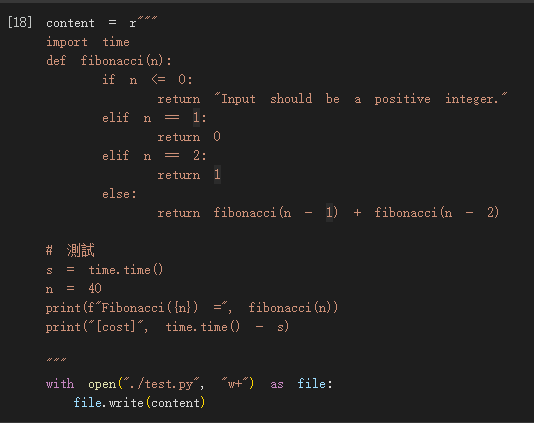 [18] content = r"""
import time
def fibonacci(n):
    if n <= 0:
        return "Input should be a positive integer."
    elif n == 1:
        return 0
    elif n == 2:
        return 1
    else:
        return fibonacci(n - 1) + fibonacci(n - 2)

# 測試
s = time.time()
n = 40
print(f"Fibonacci({n}) =", fibonacci(n))
print("[cost]", time.time() - s)

"""
with open("./test.py", "w+") as file:
    file.write(content)